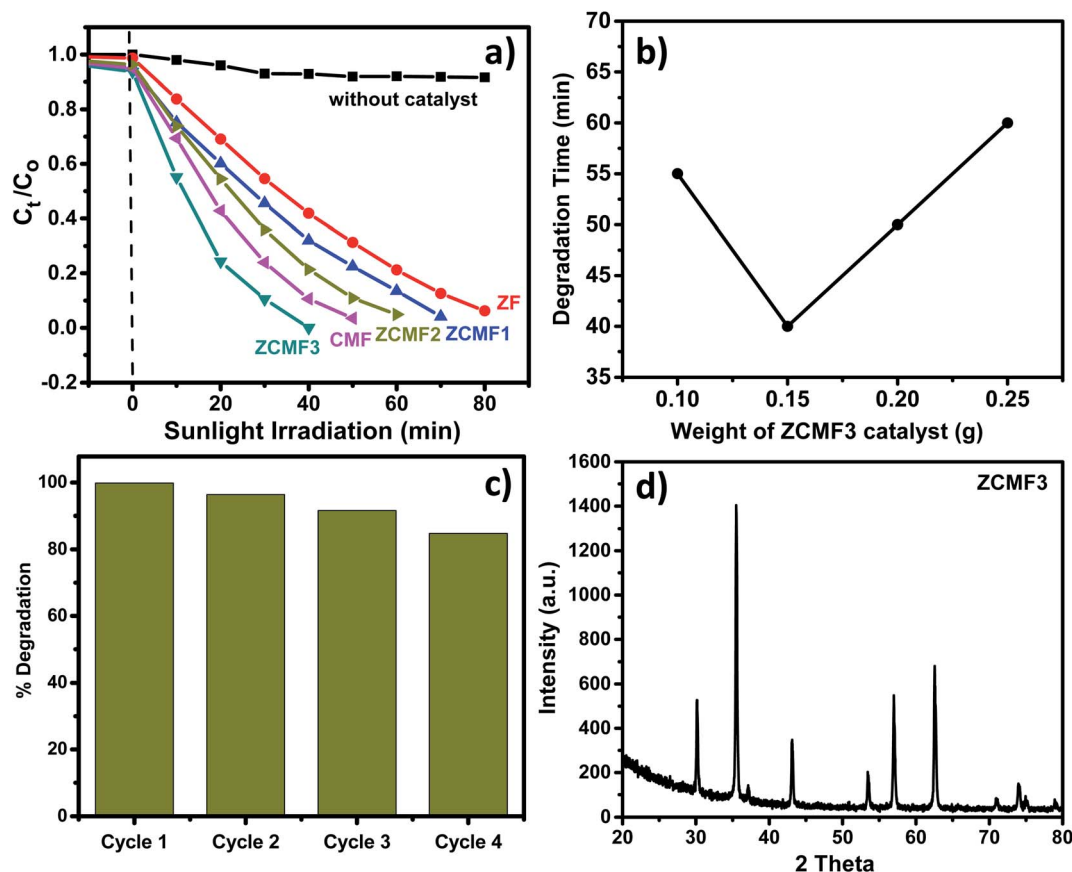 a)
1.0
0.8
0.6
0.4
0.2
0.0
-0.2
Cₜ/Cₒ
without catalyst
ZF
ZCMF1
ZCMF2
CMF
ZCMF3
0 20 40 60 80
Sunlight Irradiation (min)
b)
70
65
60
55
50
45
40
35
Degradation Time (min)
0.10 0.15 0.20 0.25
Weight of ZCMF3 catalyst (g)
c)
100
80
60
40
20
0
% Degradation
Cycle 1 Cycle 2 Cycle 3 Cycle 4
d)
ZCMF3
1600
1400
1200
1000
800
600
400
200
0
Intensity (a.u.)
20 30 40 50 60 70 80
2 Theta